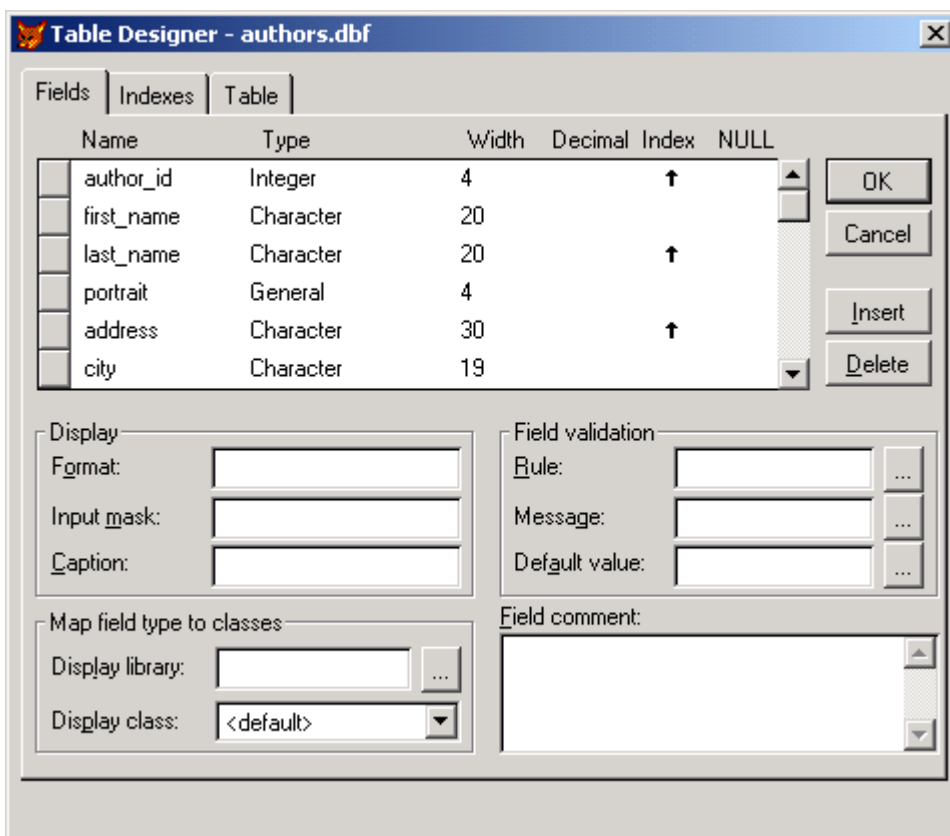 Table Designer - authors.dbf
Fields Indexes Table
Name Type Width Decimal Index NULL
author_id Integer 4
first_name Character 20
last_name Character 20
portrait General 4
address Character 30
city Character 19
OK
Cancel
Insert
Delete
Display
Format:
Input mask:
Caption:
Field validation
Rule: ...
Message: ...
Default value: ...
Map field type to classes
Display library: ...
Display class: <default>
Field comment: